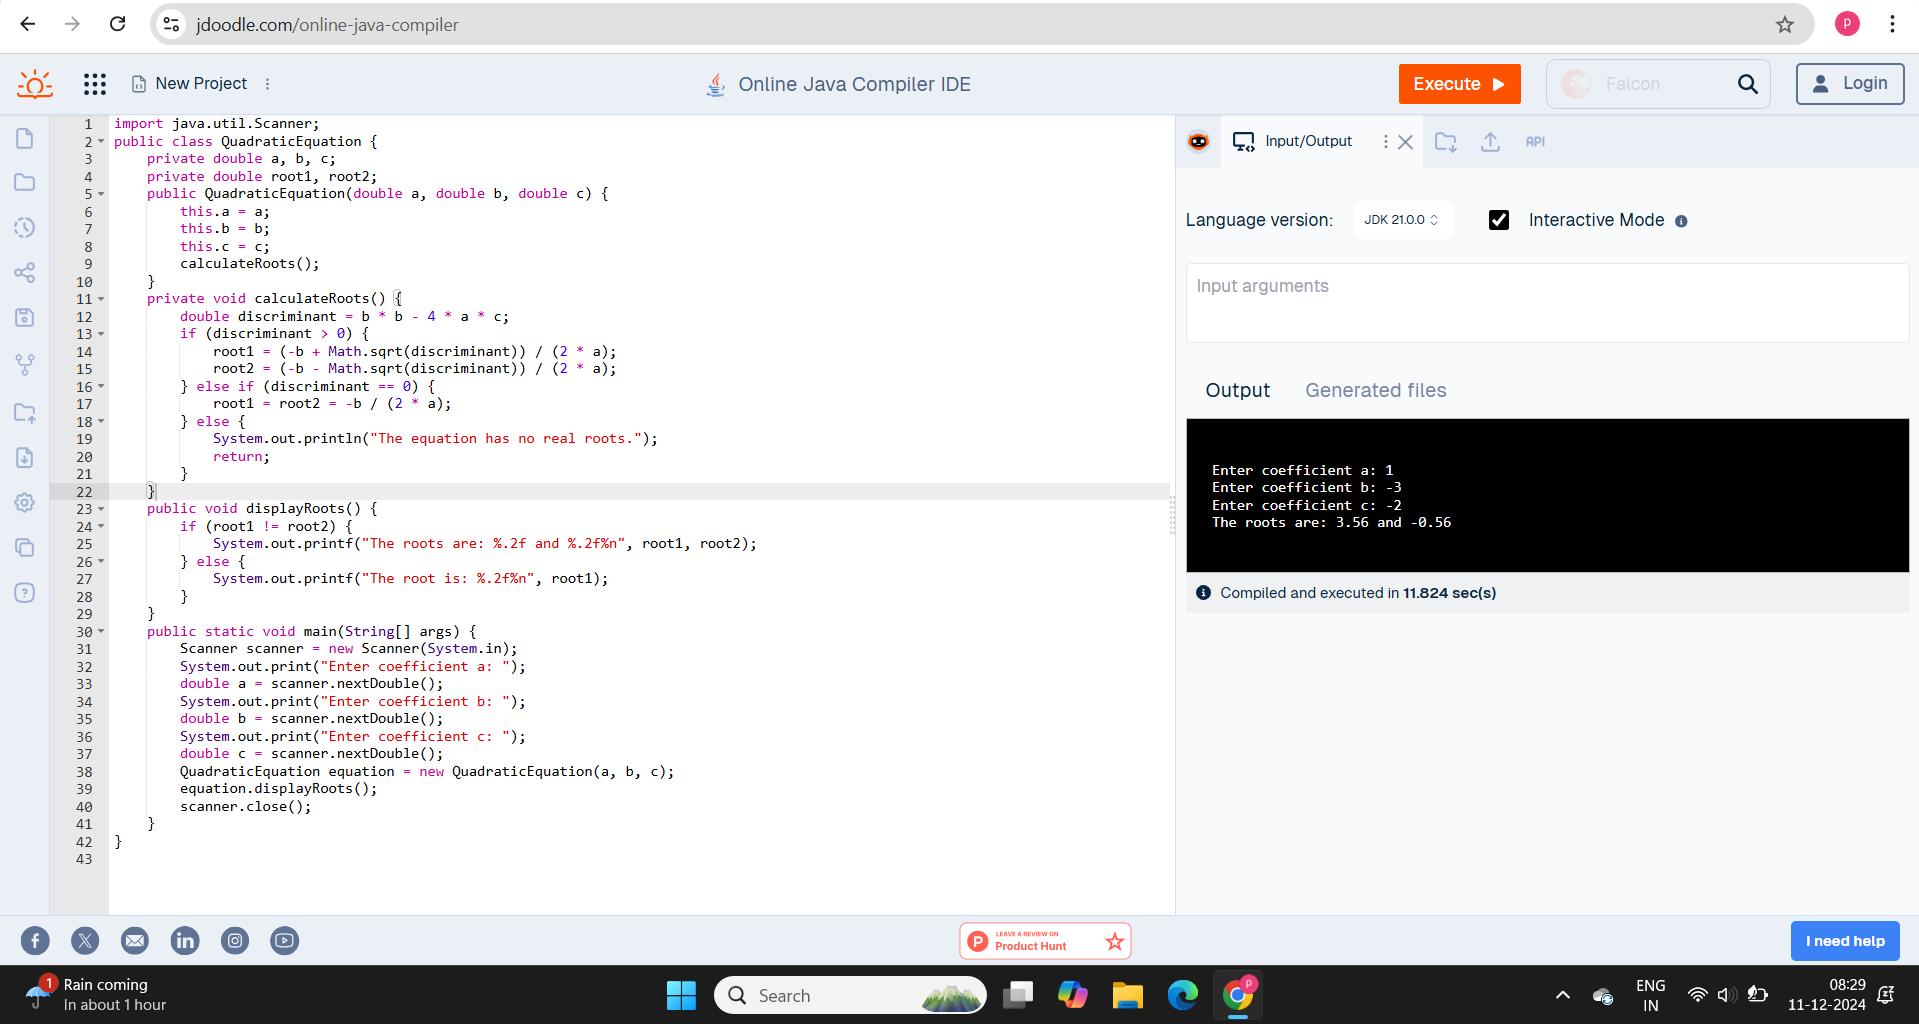 jdoodle.com/online-java-compiler
P
New Project
Online Java Compiler IDE
Execute
Falcon
Login
1 import java.util.Scanner;
2 public class QuadraticEquation {
3     private double a, b, c;
4     private double root1, root2;
5     public QuadraticEquation(double a, double b, double c) {
6         this.a = a;
7         this.b = b;
8         this.c = c;
9         calculateRoots();
10     }
11     private void calculateRoots() {
12         double discriminant = b * b - 4 * a * c;
13         if (discriminant > 0) {
14             root1 = (-b + Math.sqrt(discriminant)) / (2 * a);
15             root2 = (-b - Math.sqrt(discriminant)) / (2 * a);
16         } else if (discriminant == 0) {
17             root1 = root2 = -b / (2 * a);
18         } else {
19             System.out.println("The equation has no real roots.");
20             return;
21         }
22     }
23     public void displayRoots() {
24         if (root1 != root2) {
25             System.out.printf("The roots are: %.2f and %.2f%n", root1, root2);
26         } else {
27             System.out.printf("The root is: %.2f%n", root1);
28         }
29     }
30     public static void main(String[] args) {
31         Scanner scanner = new Scanner(System.in);
32         System.out.print("Enter coefficient a: ");
33         double a = scanner.nextDouble();
34         System.out.print("Enter coefficient b: ");
35         double b = scanner.nextDouble();
36         System.out.print("Enter coefficient c: ");
37         double c = scanner.nextDouble();
38         QuadraticEquation equation = new QuadraticEquation(a, b, c);
39         equation.displayRoots();
40         scanner.close();
41     }
42 }
43
Input/Output
API
Language version: JDK 21.0.0 Interactive Mode
Input arguments
Output Generated files
Enter coefficient a: 1
Enter coefficient b: -3
Enter coefficient c: -2
The roots are: 3.56 and -0.56
Compiled and executed in 11.824 sec(s)
P LEAVE A REVIEW ON
Product Hunt
I need help
1 Rain coming
In about 1 hour
Search
P
ENG
IN
08:29
11-12-2024